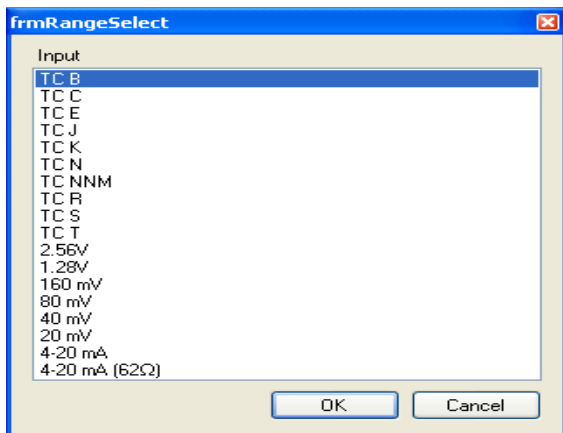 frmRangeSelect
Input
TC B
TC C
TC E
TC J
TC K
TC N
TC NNM
TC R
TC S
TC T
2.56V
1.28V
160 mV
80 mV
40 mV
20 mV
4-20 mA
4-20 mA (62Ω)
OK Cancel